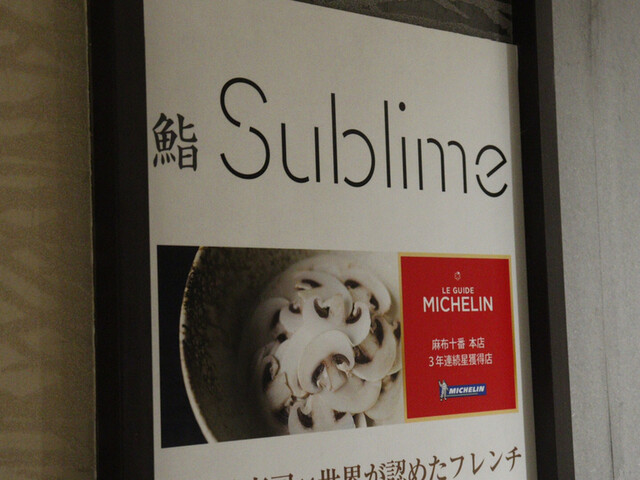 鮨 Sublime
LE GUIDE
MICHELIN
麻布十番 本店
3年連続星獲得店
MICHELIN
世界が認めたフレンチ